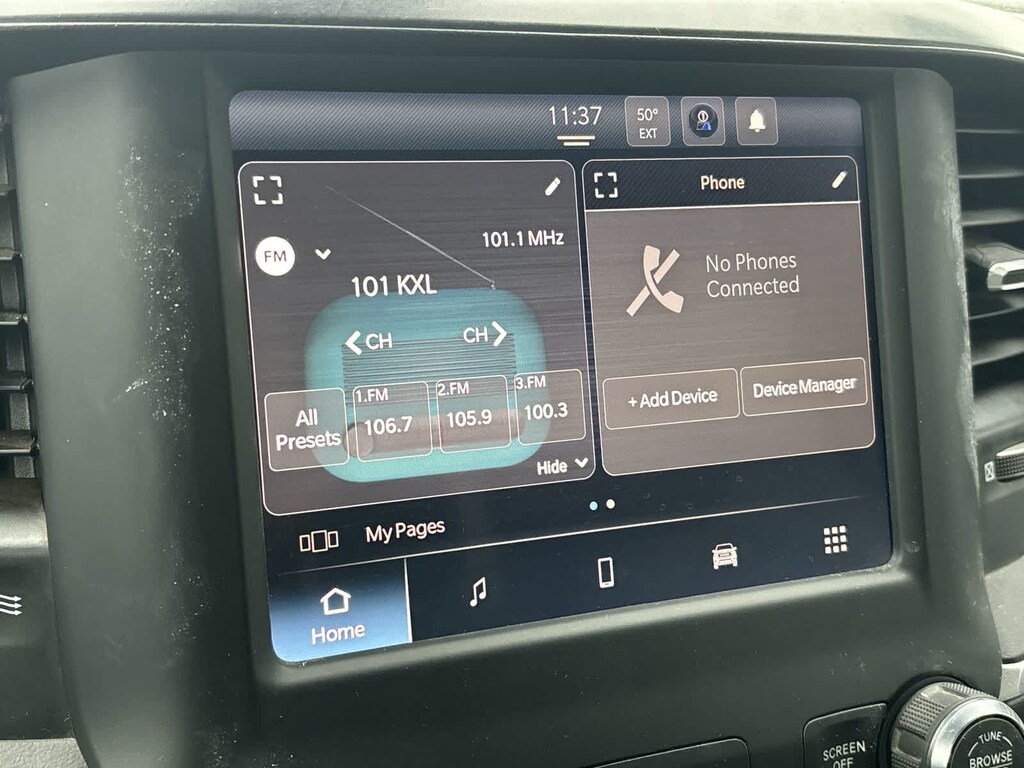 11:37
50°
EXT
101.1 MHz
FM
101 KXL
CH
CH
All
Presets
1.FM
106.7
2.FM
105.9
3.FM
100.3
Hide
Phone
No Phones
Connected
+ Add Device
Device Manager
My Pages
Home
SCREEN
OFF
TUNE
BROWSE